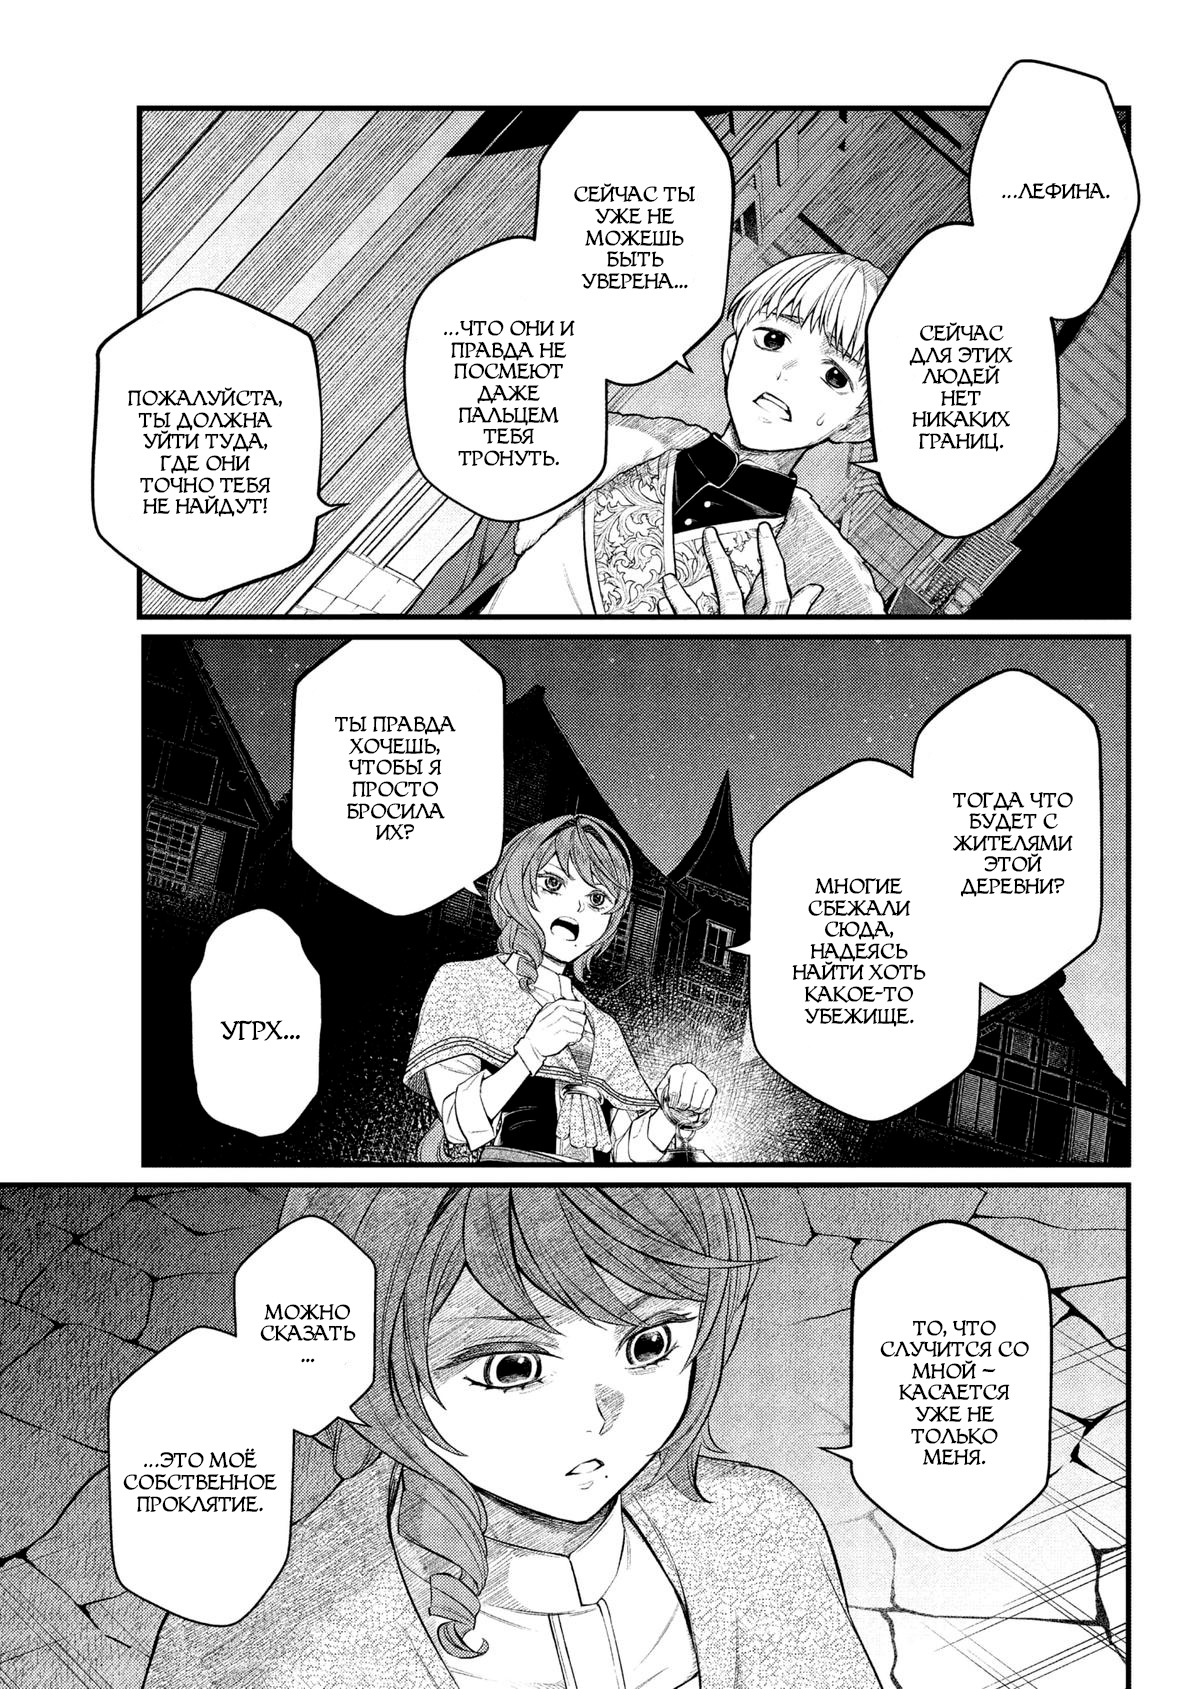 ...ЛЕФИНА.
СЕЙЧАС
ДЛЯ ЭТИХ
ЛЮДЕЙ
НЕТ
НИКАКИХ
ГРАНИЦ.
СЕЙЧАС ТЫ
УЖЕ НЕ
МОЖЕШЬ
БЫТЬ
УВЕРЕНА...
...ЧТО ОНИ И
ПРАВДА НЕ
ПОСМЕЮТ
ДАЖЕ
ПАЛЬЦЕМ
ТЕБЯ
ТРОНУТЬ.
ПОЖАЛУЙСТА,
ТЫ ДОЛЖНА
УЙТИ ТУДА,
ГДЕ ОНИ
ТОЧНО ТЕБЯ
НЕ НАЙДУТ!
ТОГДА ЧТО
БУДЕТ С
ЖИТЕЛЯМИ
ЭТОЙ
ДЕРЕВНИ?
МНОГИЕ
СБЕЖАЛИ
СЮДА,
НАДЕЯСЬ
НАЙТИ ХОТЬ
КАКОЕ-ТО
УБЕЖИЩЕ.
ТЫ ПРАВДА
ХОЧЕШЬ,
ЧТОБЫ Я
ПРОСТО
БРОСИЛА
ИХ?
УГРХ...
ТО, ЧТО
СЛУЧИТСЯ СО
МНОЙ –
КАСАЕТСЯ
УЖЕ НЕ
ТОЛЬКО
МЕНЯ.
МОЖНО
СКАЗАТЬ
...
...ЭТО МОЁ
СОБСТВЕННОЕ
ПРОКЛЯТИЕ.